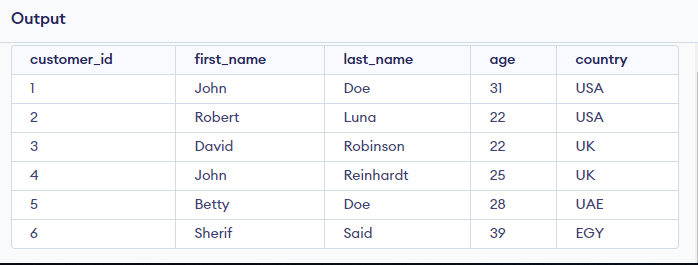 Output
customer_id first_name last_name age country
1 John Doe 31 USA
2 Robert Luna 22 USA
3 David Robinson 22 UK
4 John Reinhardt 25 UK
5 Betty Doe 28 UAE
6 Sherif Said 39 EGY